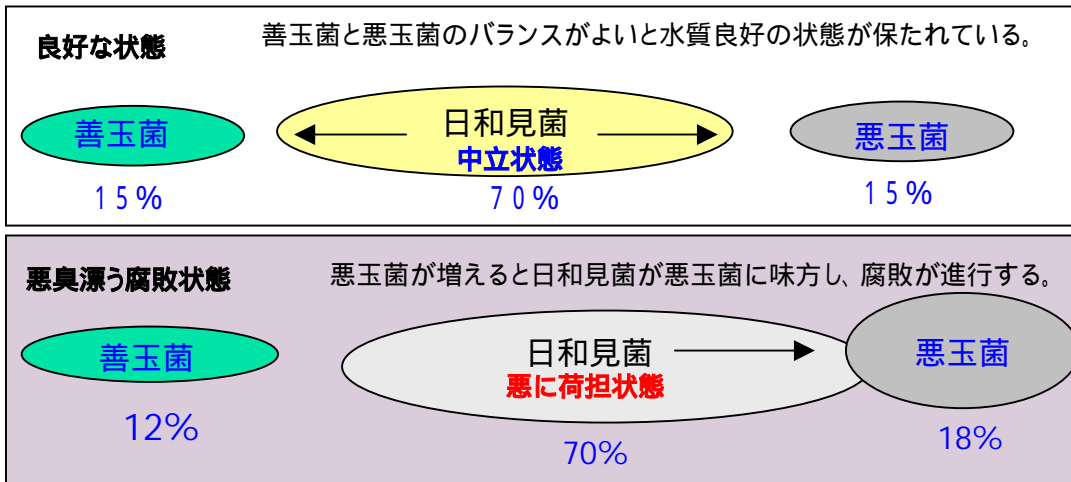 良好な状態
善玉菌と悪玉菌のバランスがよいと水質良好の状態が保たれている。
善玉菌
日和見菌
中立状態
悪玉菌
15%
70%
15%
悪臭漂う腐敗状態
悪玉菌が増えると日和見菌が悪玉菌に味方し、腐敗が進行する。
善玉菌
日和見菌
悪に荷担状態
悪玉菌
12%
70%
18%